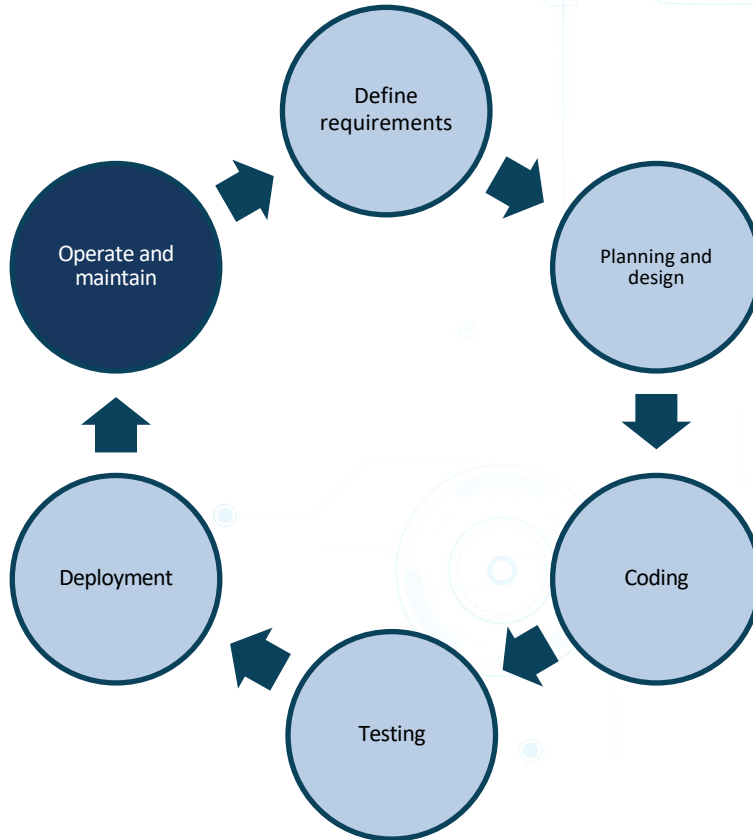 Define
requirements
Planning and
design
Coding
Testing
Deployment
Operate and
maintain